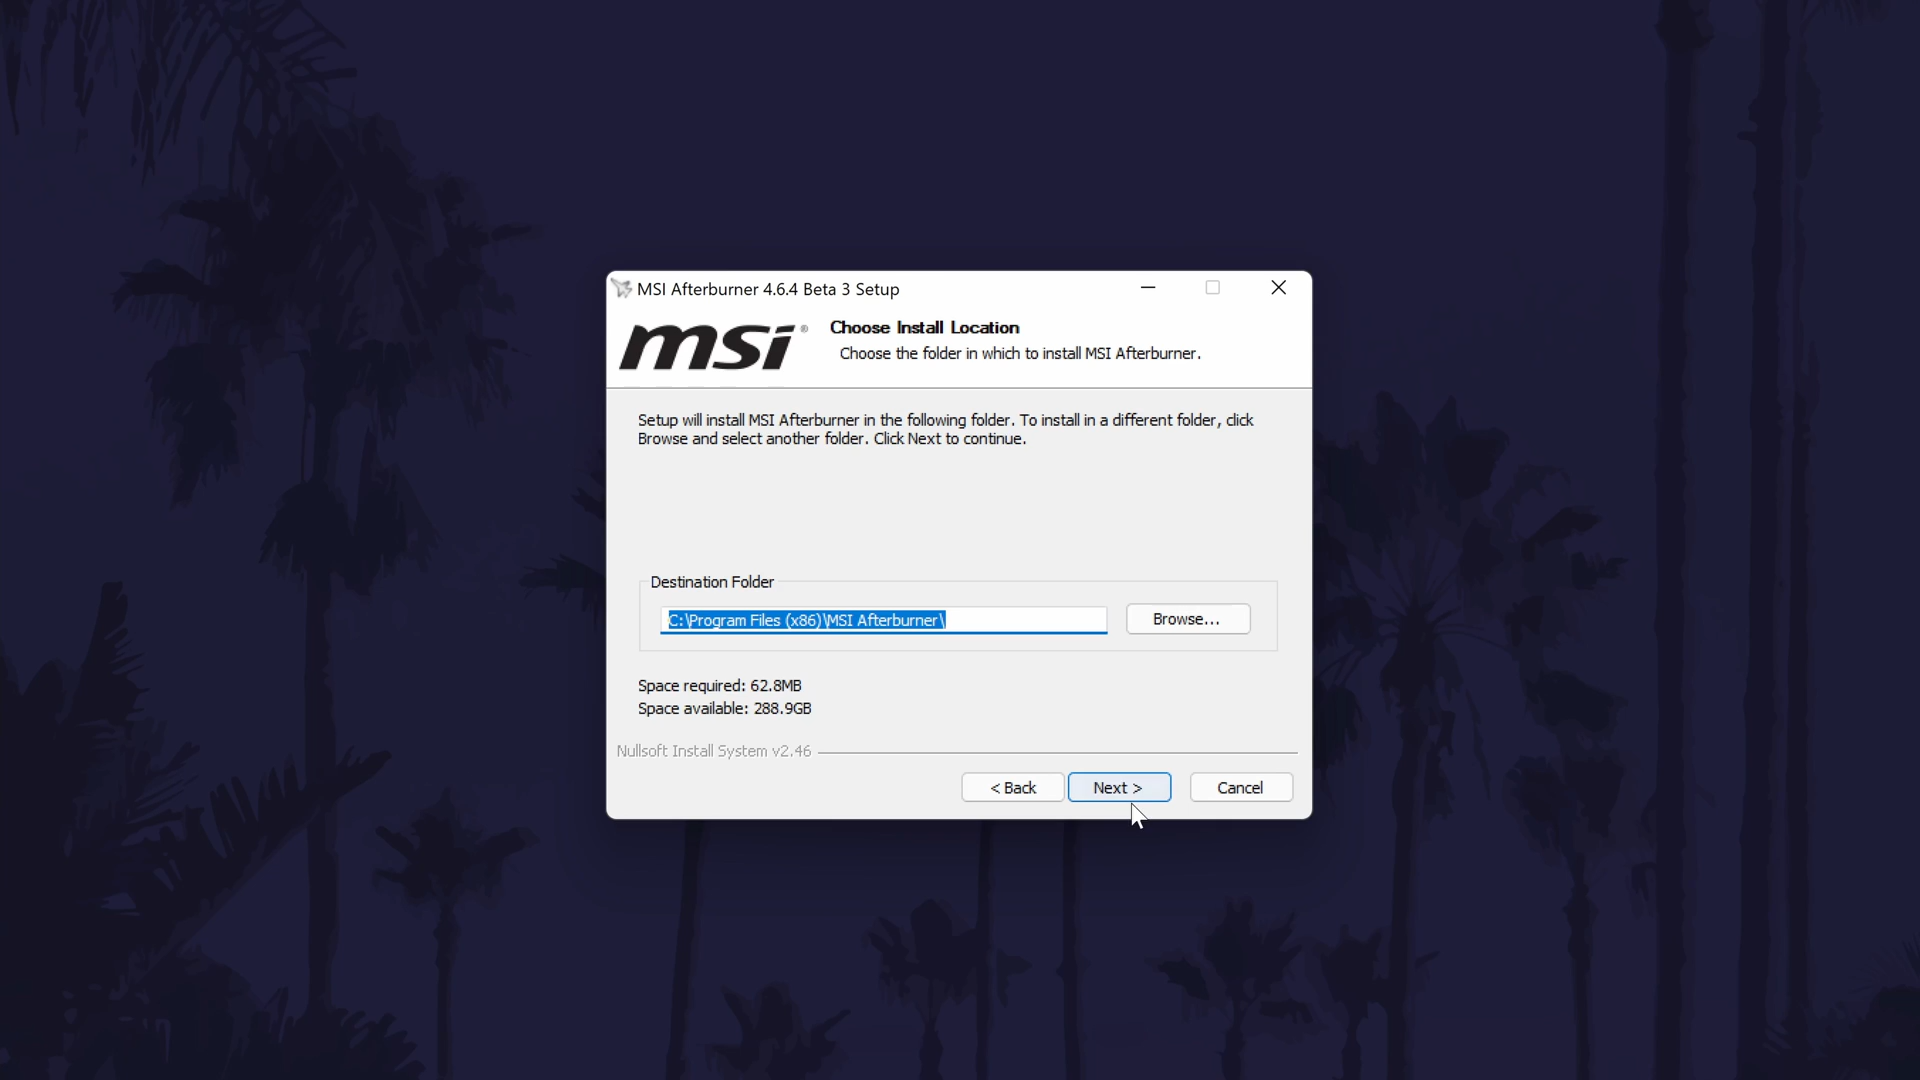 MSI Afterburner 4.6.4 Beta 3 Setup
msi®
Choose Install Location
Choose the folder in which to install MSI Afterburner.
Setup will install MSI Afterburner in the following folder. To install in a different folder, click
Browse and select another folder. Click Next to continue.
Destination Folder
C:\Program Files (x86)\MSI Afterburner\
Browse...
Space required: 62.8MB
Space available: 288.9GB
Nullsoft Install System v2.46
< Back
Next >
Cancel